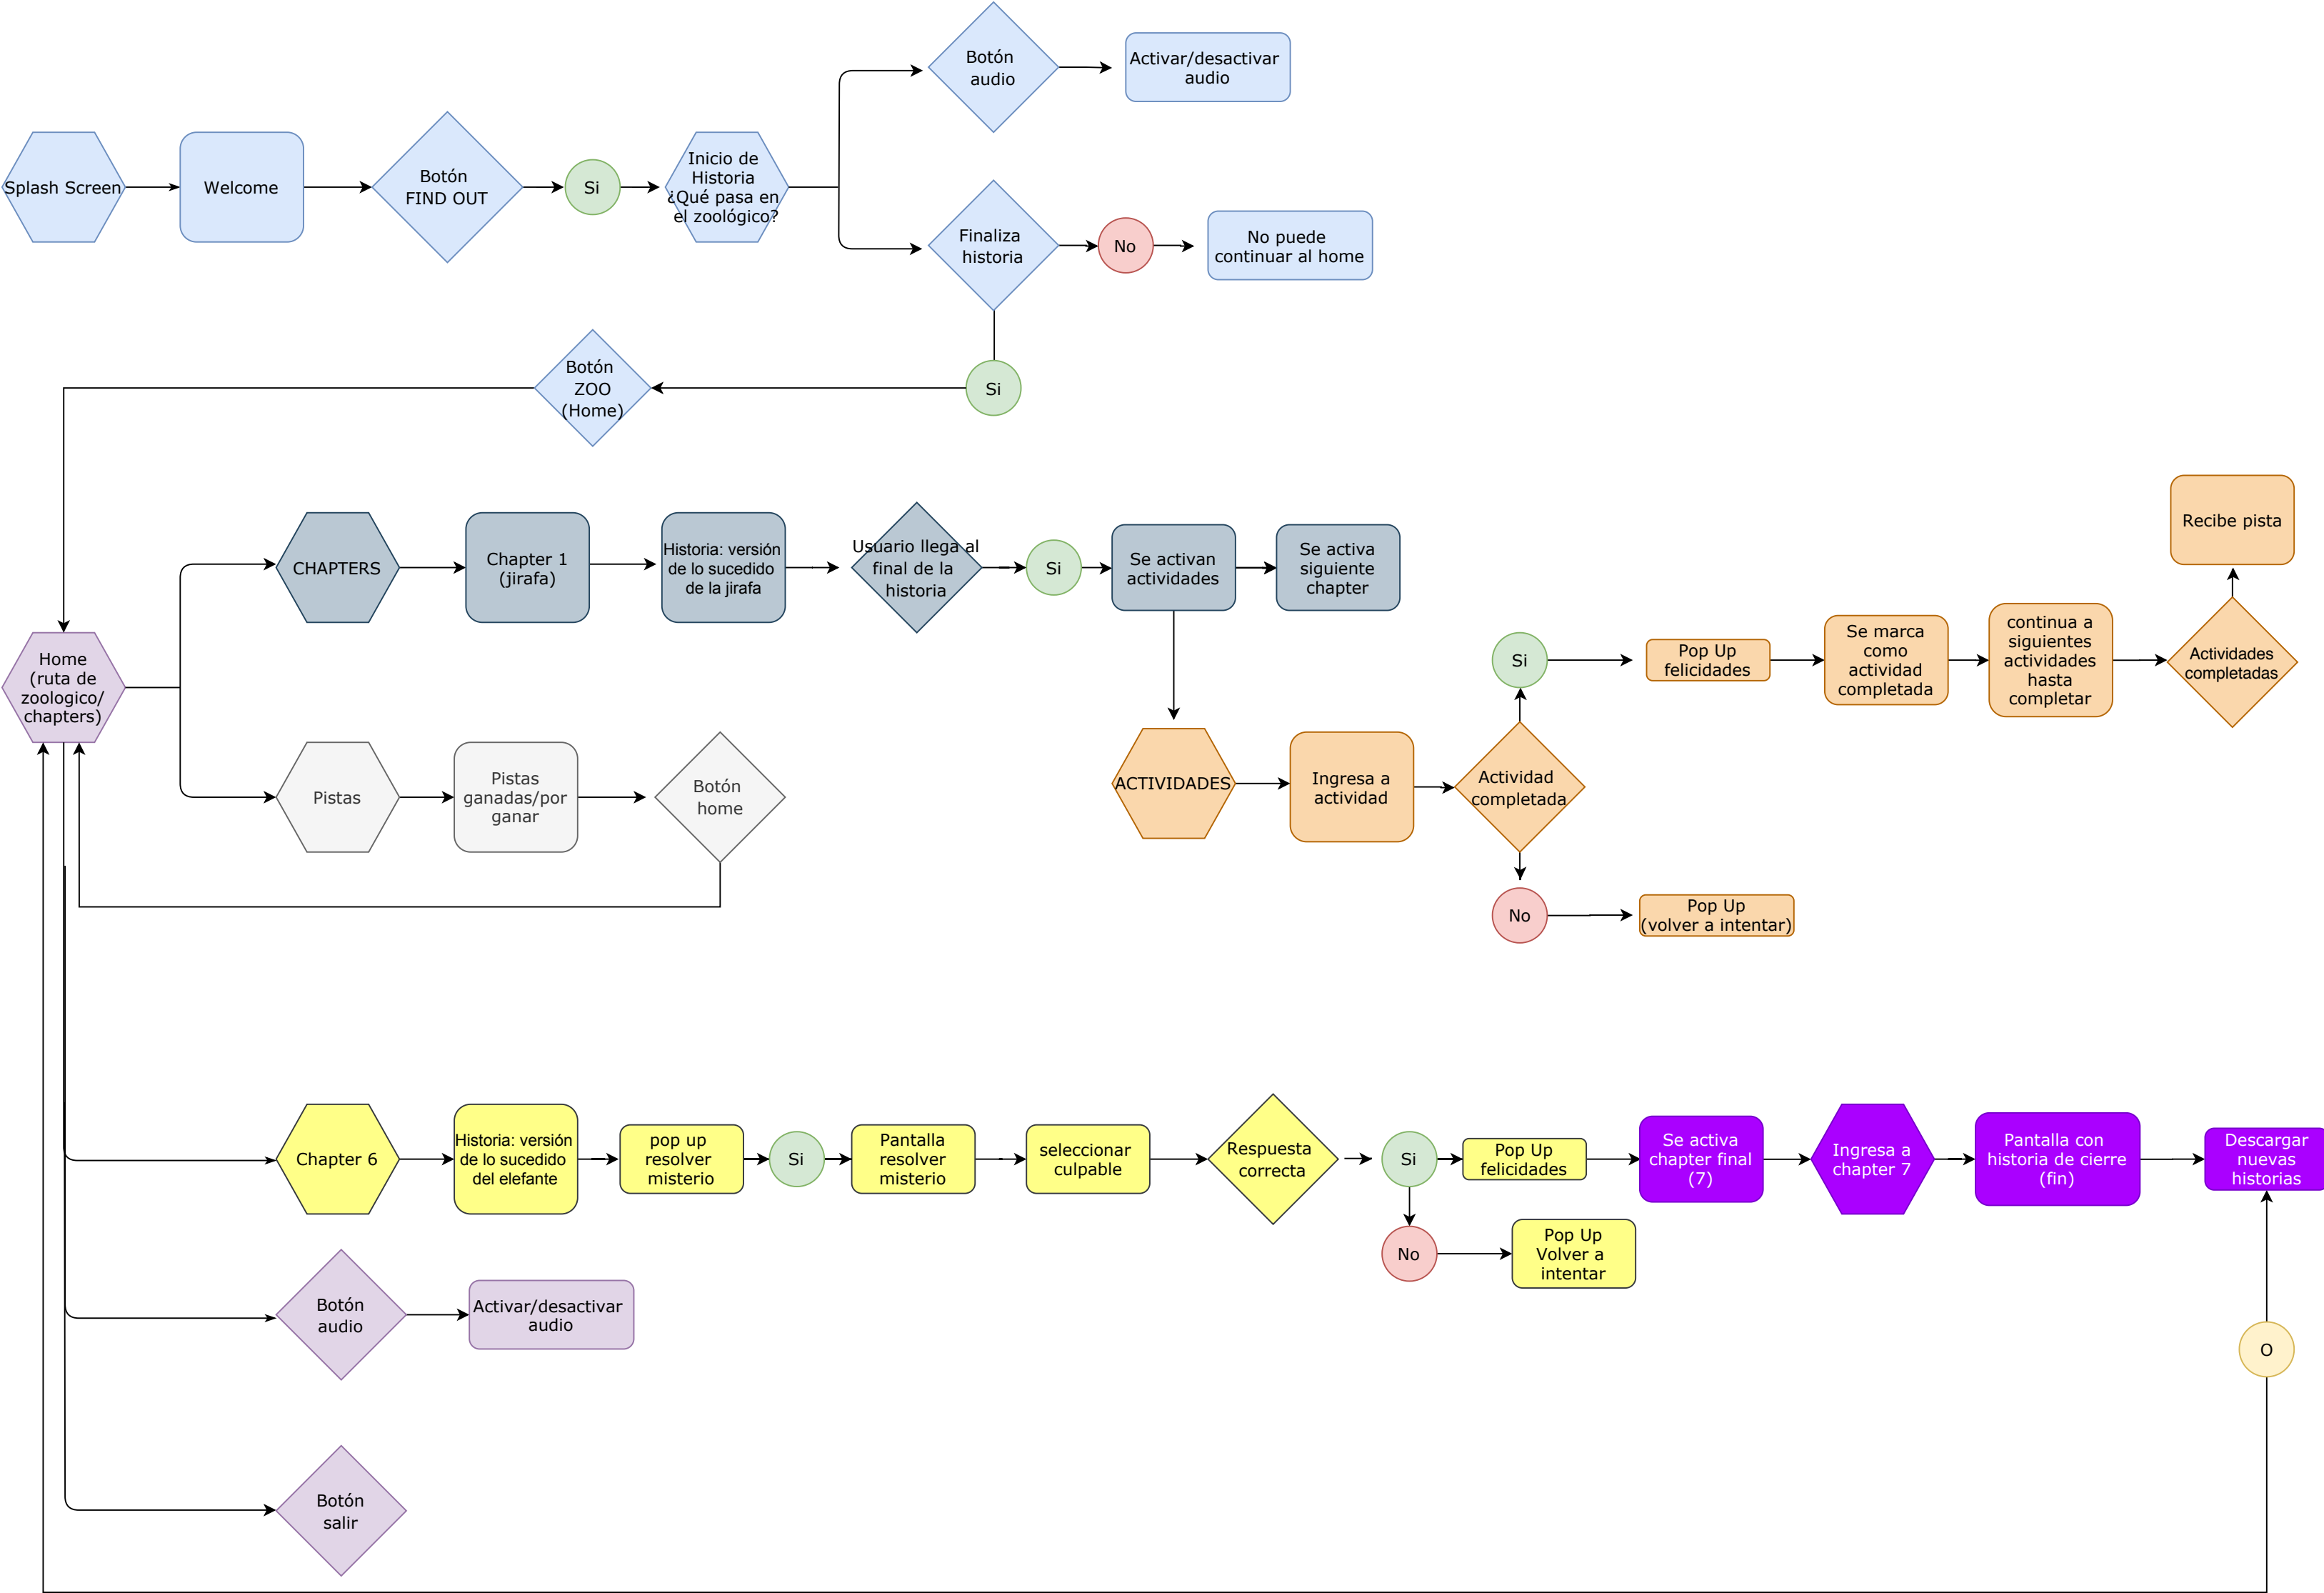 Botón
audio
Activar/desactivar
audio
Splash Screen
Welcome
Botón
FIND OUT
Si
Inicio de
Historia
¿Qué pasa en
el zoológico?
Finaliza
historia
No
No puede
continuar al home
Botón
ZOO
(Home)
Si
Home
(ruta de
zoologico/
chapters)
CHAPTERS
Chapter 1
(jirafa)
Historia: versión
de lo sucedido
de la jirafa
Usuario llega al
final de la
historia
Si
Se activan
actividades
Se activa
siguiente
chapter
Recibe pista
Si
Pop Up
felicidades
Se marca
como
actividad
completada
continua a
siguientes
actividades
hasta
completar
Actividades
completadas
Pistas
Pistas
ganadas/por
ganar
Botón
home
ACTIVIDADES
Ingresa a
actividad
Actividad
completada
No
Pop Up
(volver a intentar)
Chapter 6
Historia: versión
de lo sucedido
del elefante
pop up
resolver
misterio
Si
Pantalla
resolver
misterio
seleccionar
culpable
Respuesta
correcta
Si
Pop Up
felicidades
Se activa
chapter final
(7)
Ingresa a
chapter 7
Pantalla con
historia de cierre
(fin)
Descargar
nuevas
historias
No
Pop Up
Volver a
intentar
Botón
audio
Activar/desactivar
audio
O
Botón
salir